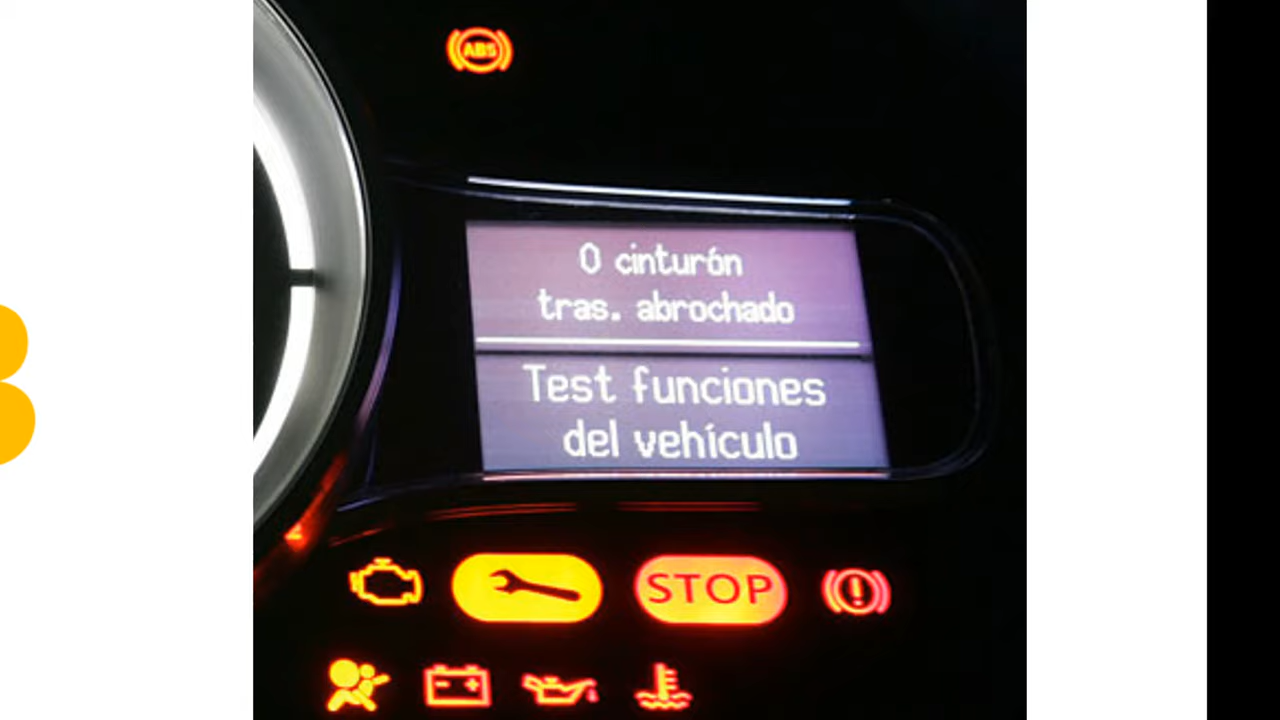 ABS
0 cinturón
tras. abrochado
Test funciones
del vehículo
STOP